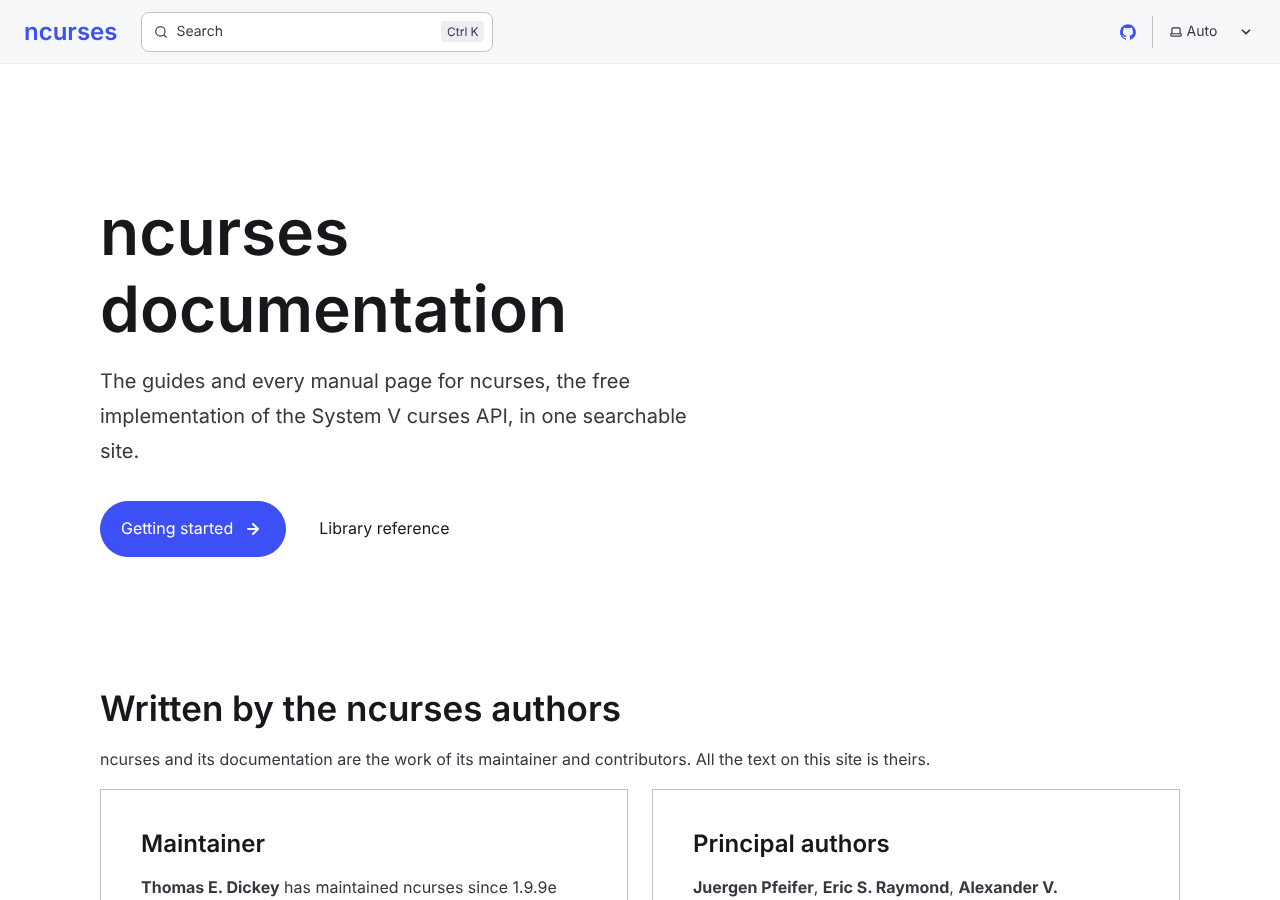 ncurses
Search
Ctrl K
Auto
ncurses
documentation
The guides and every manual page for ncurses, the free
implementation of the System V curses API, in one searchable
site.
Getting started
Library reference
Written by the ncurses authors
ncurses and its documentation are the work of its maintainer and contributors. All the text on this site is theirs.
Maintainer
Thomas E. Dickey has maintained ncurses since 1.9.9e
Principal authors
Juergen Pfeifer, Eric S. Raymond, Alexander V.